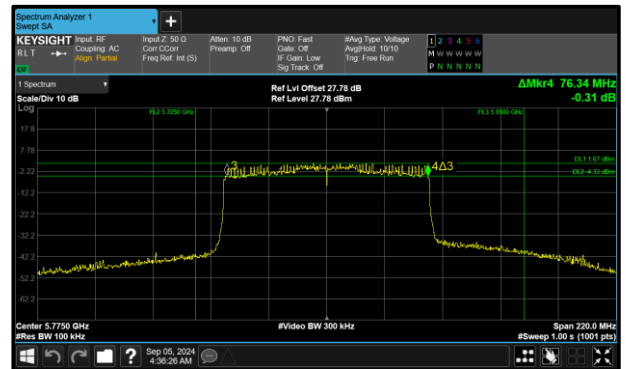 Spectrum Analyzer 1
Swept SA
+
KEYSIGHT
RLT
Input: RF
Coupling: AC
Align: Partial
Input Z: 50 Ω
Corr CCorr
Freq Ref: Int (S)
Atten: 10 dB
Preamp: Off
PNO: Fast
Gate: Off
IF Gain: Low
Sig Track: Off
#Avg Type: Voltage
Avg|Hold: 10/10
Trig: Free Run
1 2 3 4 5 6
M W W W W W
P N N N N N
1 Spectrum
Scale/Div 10 dB
Ref Lvl Offset 27.78 dB
Ref Level 27.78 dBm
ΔMkr4 76.34 MHz
-0.31 dB
Log
FL2 5.7250 GHz
FL3 5.8500 GHz
17.8
7.78
-2.22
-12.2
-22.2
-32.2
-42.2
-52.2
-62.2
3
4Δ3
DL1 1.67 dBm
DL2 -4.33 dBm
Center 5.7750 GHz
#Res BW 100 kHz
#Video BW 300 kHz
Span 220.0 MHz
#Sweep 1.00 s (1001 pts)
?
Sep 05, 2024
4:36:26 AM